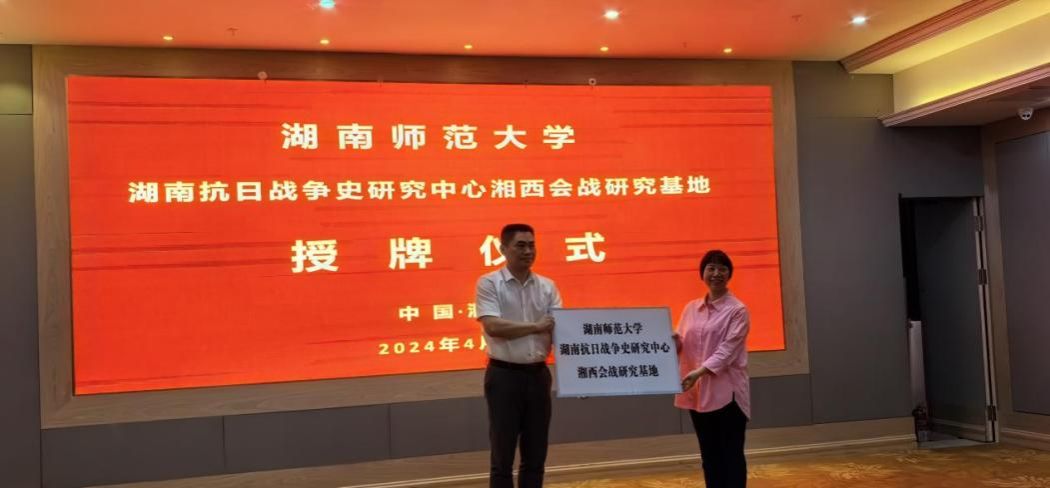 湖南师范大学
湖南抗日战争史研究中心湘西会战研究基地
授牌仪式
中国·
2024年4月
湖南师范大学
湖南抗日战争史研究中心
湘西会战研究基地